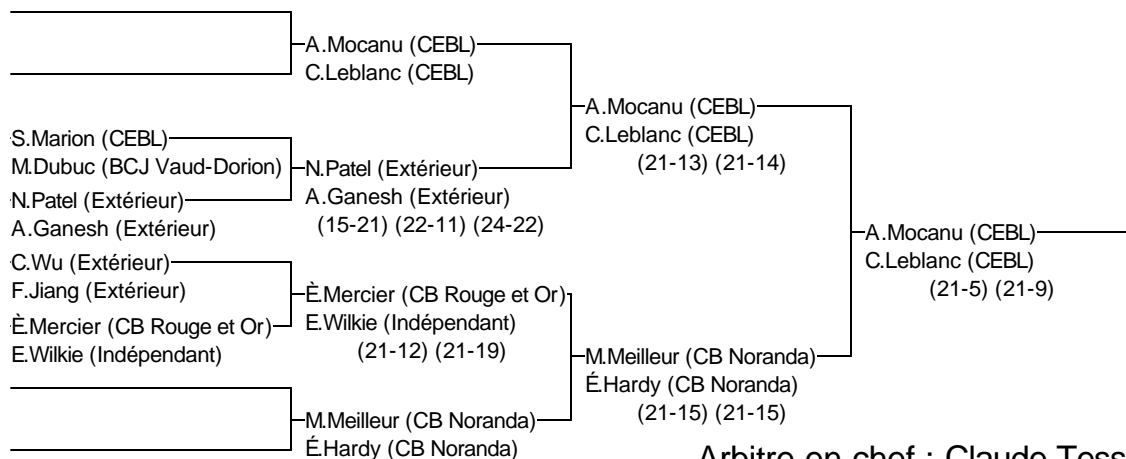 A.Mocanu (CEBL)
C.Leblanc (CEBL)
S.Marion (CEBL)
M.Dubuc (BCJ Vaud-Dorion)
N.Patel (Extérieur)
A.Ganesh (Extérieur)
N.Patel (Extérieur)
A.Ganesh (Extérieur)
(15-21) (22-11) (24-22)
C.Wu (Extérieur)
F.Jiang (Extérieur)
È.Mercier (CB Rouge et Or)
E.Wilkie (Indépendant)
È.Mercier (CB Rouge et Or)
E.Wilkie (Indépendant)
(21-12) (21-19)
M.Meilleur (CB Noranda)
É.Hardy (CB Noranda)
A.Mocanu (CEBL)
C.Leblanc (CEBL)
(21-13) (21-14)
M.Meilleur (CB Noranda)
É.Hardy (CB Noranda)
(21-15) (21-15)
A.Mocanu (CEBL)
C.Leblanc (CEBL)
(21-5) (21-9)
Arbitre en chef : Claude Toss